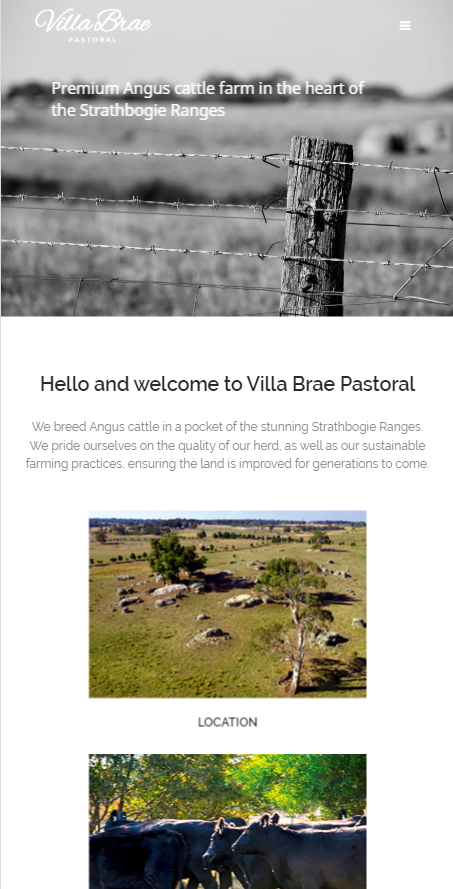 Villa Brae
·PASTORAL·
Premium Angus cattle farm in the heart of
the Strathbogie Ranges
Hello and welcome to Villa Brae Pastoral
We breed Angus cattle in a pocket of the stunning Strathbogie Ranges.
We pride ourselves on the quality of our herd, as well as our sustainable
farming practices, ensuring the land is improved for generations to come.
LOCATION